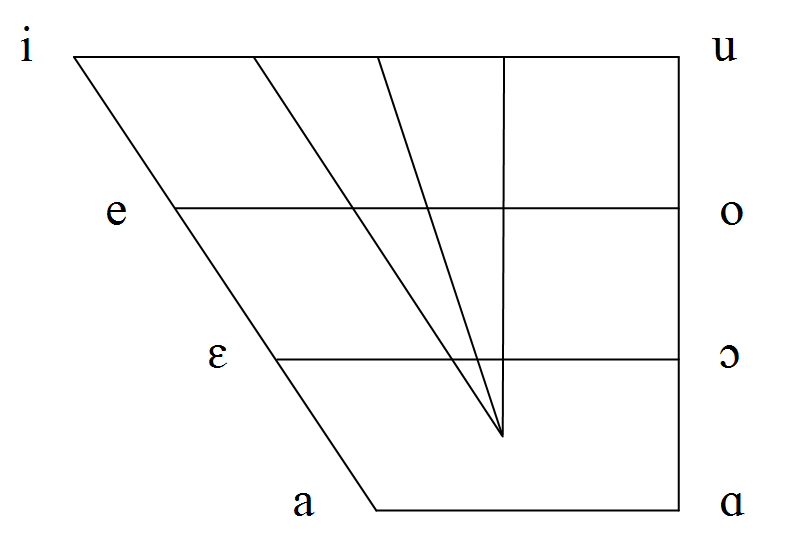 i u
e o
ɛ ɔ
a ɑ